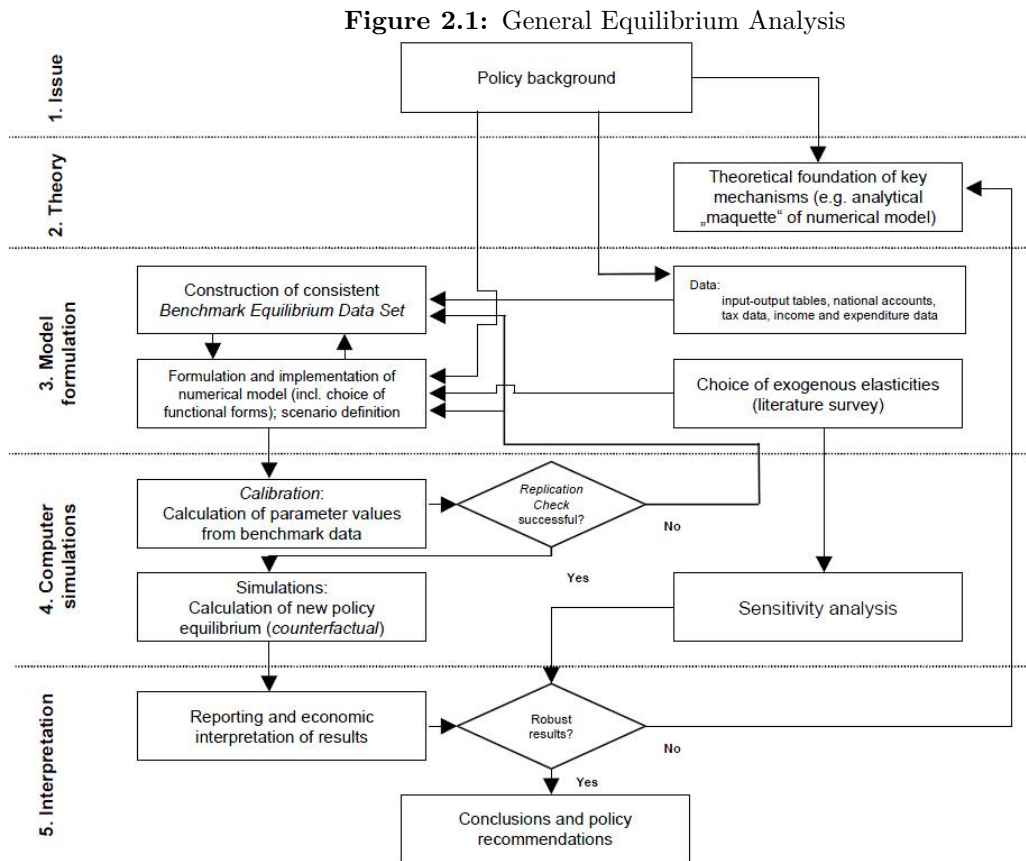 Figure 2.1: General Equilibrium Analysis
1. Issue
Policy background
2. Theory
Theoretical foundation of key
mechanisms (e.g. analytical
„maquette“ of numerical model)
3. Model
formulation
Construction of consistent
Benchmark Equilibrium Data Set
Data:
input-output tables, national accounts,
tax data, income and expenditure data
Formulation and implementation of
numerical model (incl. choice of
functional forms); scenario definition
Choice of exogenous elasticities
(literature survey)
4. Computer
simulations
Calibration:
Calculation of parameter values
from benchmark data
Replication
Check
successful?
No
Yes
Simulations:
Calculation of new policy
equilibrium (counterfactual)
Sensitivity analysis
5. Interpretation
Reporting and economic
interpretation of results
Robust
results?
No
Yes
Conclusions and policy
recommendations